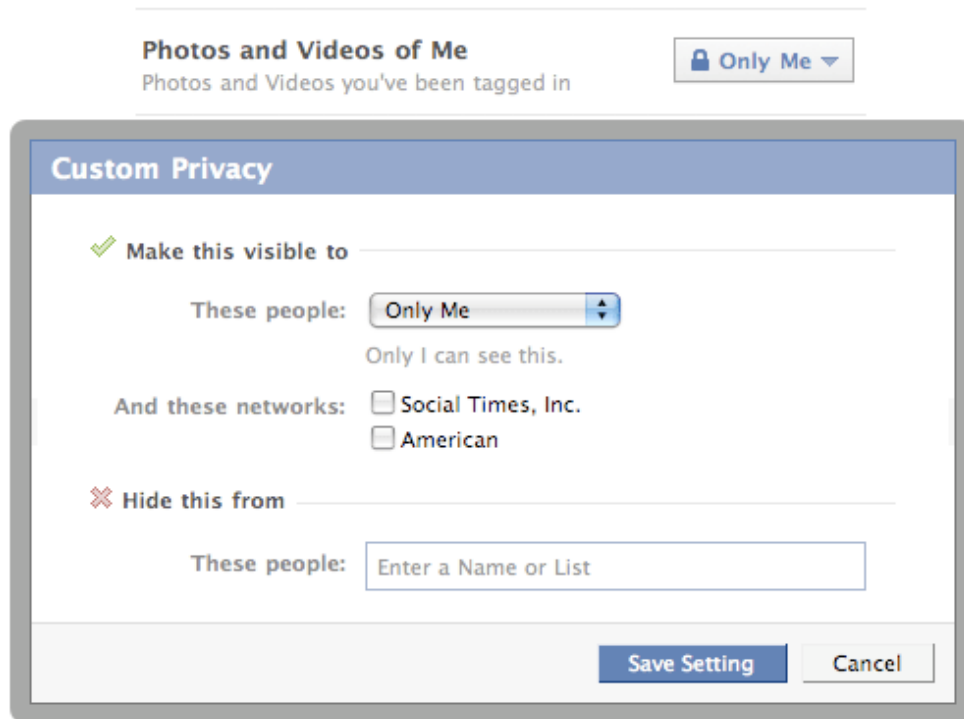 Photos and Videos of Me
Photos and Videos you've been tagged in
Only Me
Custom Privacy
Make this visible to
These people: Only Me
Only I can see this.
And these networks: Social Times, Inc.
American
Hide this from
These people: Enter a Name or List
Save Setting Cancel